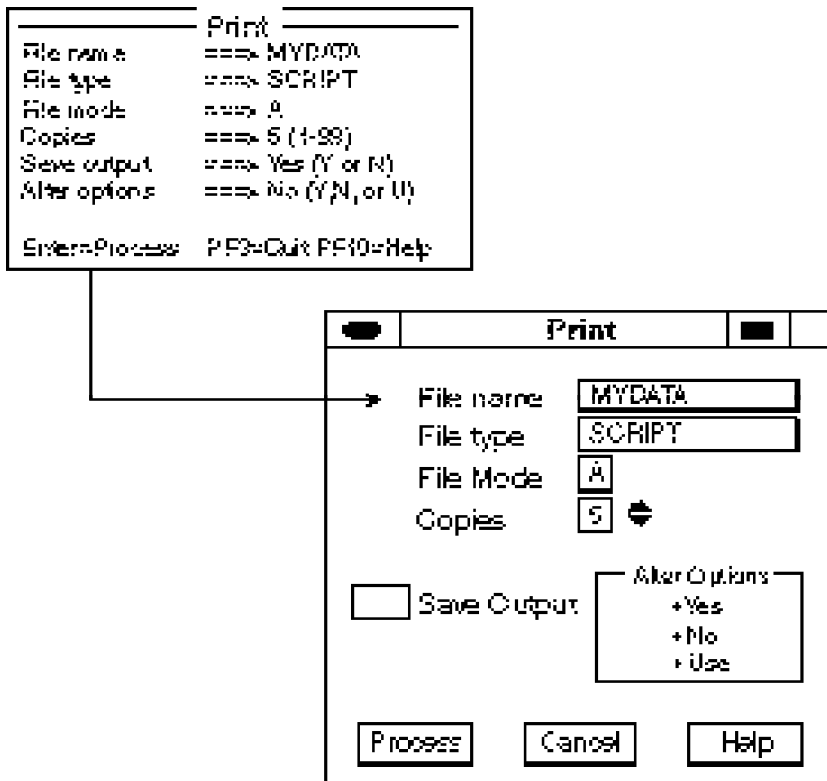 Print
File name ===> MYDATA
File type ===> SCRIPT
File mode ===> A
Copies ===> 5 (1-99)
Save output ===> Yes (Y or N)
Alter options ===> No (Y,N, or U)
Enter=Process PF3=Quit PF10=Help
Print
File name MYDATA
File type SCRIPT
File Mode A
Copies 5
Save Output
Alter Options
Yes
No
Use
Process Cancel Help